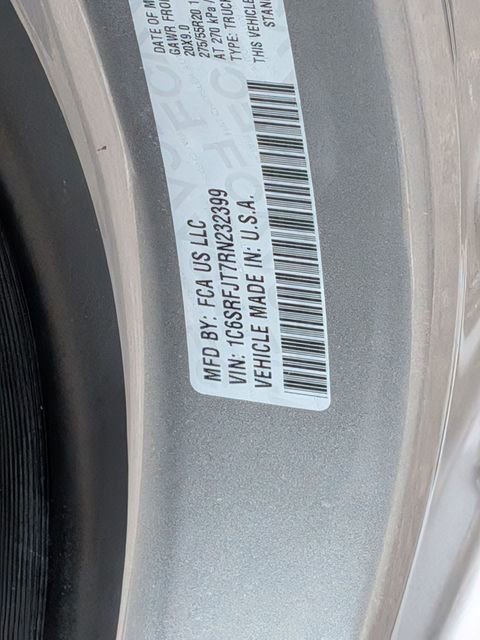 MFD BY: FCA US LLC
VIN: 1C6SRFJT7RN232399
VEHICLE MADE IN: U.S.A.
DATE OF M
GAWR FRO
20X9.0
275/55R20 1
AT 270 kPa /
TYPE: TRUCK
THIS VEHICLE
STAN